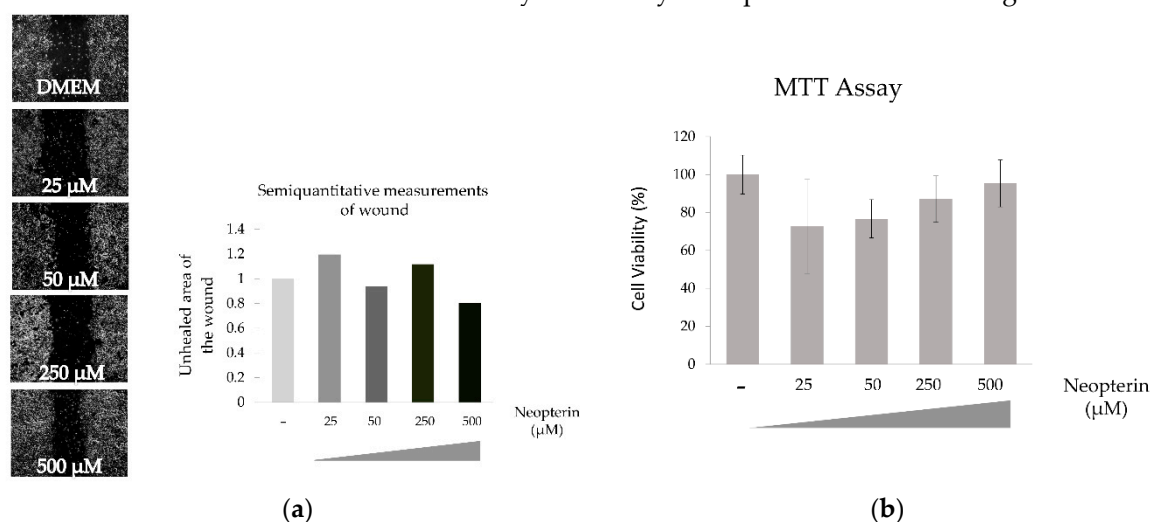 DMEM
25 µM
50 µM
250 µM
500 µM
Semiquantitative measurements
of wound
Unhealed area of
the wound
1.4
1.2
1
0.8
0.6
0.4
0.2
0
–
25
50
250
500
Neopterin
(µM)
(a)
MTT Assay
Cell Viability (%)
120
100
80
60
40
20
0
–
25
50
250
500
Neopterin
(µM)
(b)